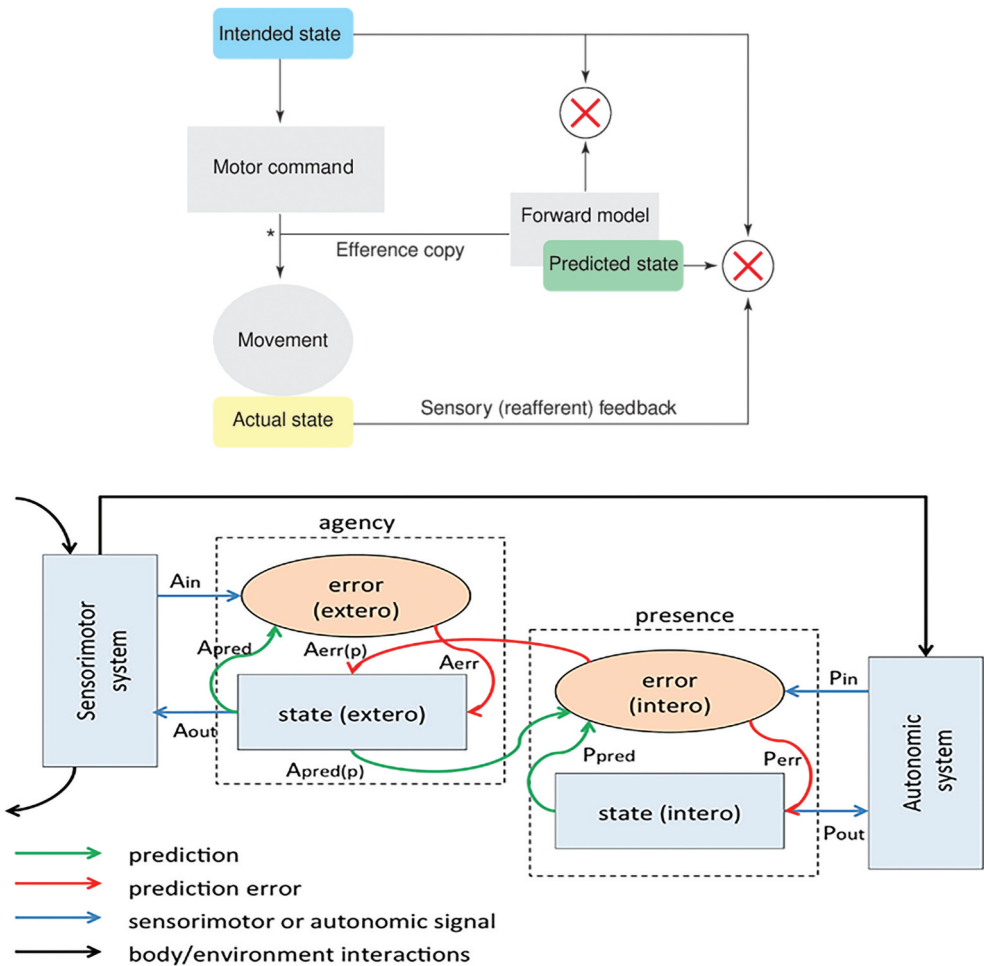 Intended state
Motor command
Forward model
*
Efference copy
Predicted state
Movement
Actual state
Sensory (reafferent) feedback
agency
Sensorimotor
system
Ain
error
(extero)
Apred
Aerr(p)
Aerr
presence
Aout
state (extero)
error
(intero)
Pin
Autonomic
system
Apred(p)
Ppred
Perr
state (intero)
Pout
prediction
prediction error
sensorimotor or autonomic signal
body/environment interactions